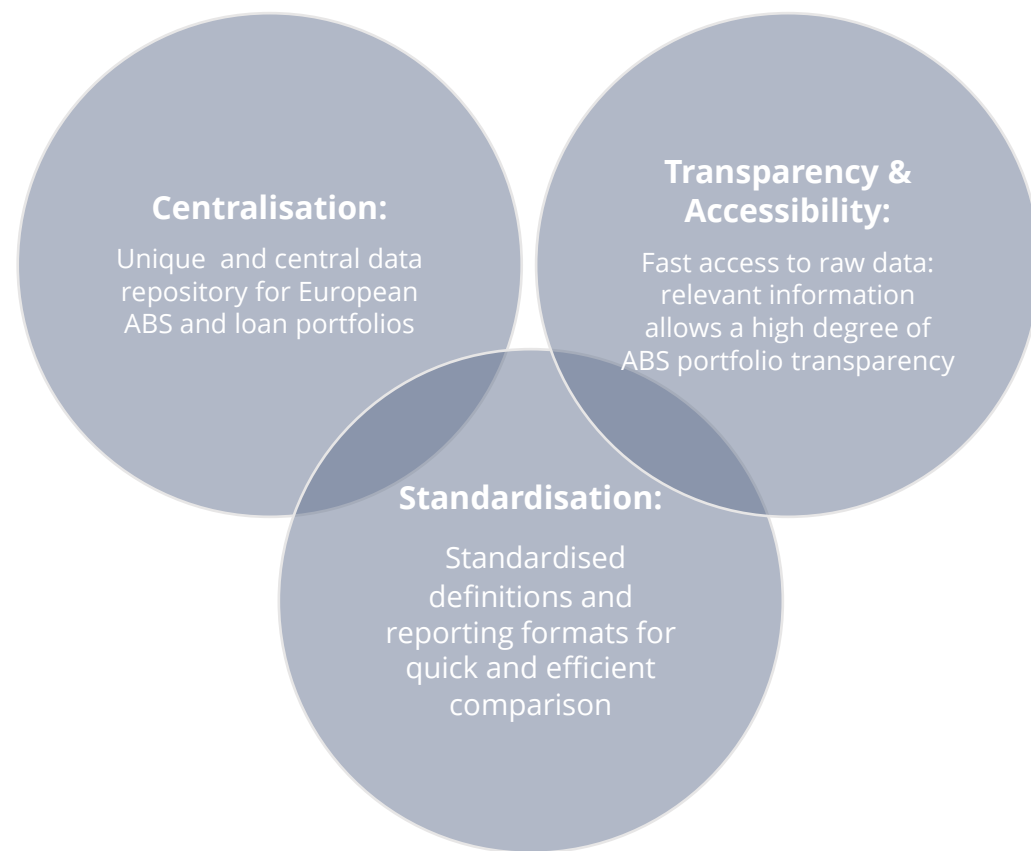 Centralisation:
Unique  and central data
repository for European
ABS and loan portfolios
Transparency &
Accessibility:
Fast access to raw data:
relevant information
allows a high degree of
ABS portfolio transparency
Standardisation:
Standardised
definitions and
reporting formats for
quick and efficient
comparison